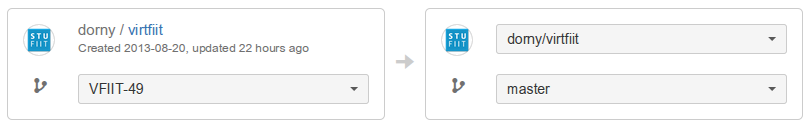 STU
FIIT
dorny / virtfiit
Created 2013-08-20, updated 22 hours ago
VFIIT-49
STU
FIIT
dorny/virtfiit
master